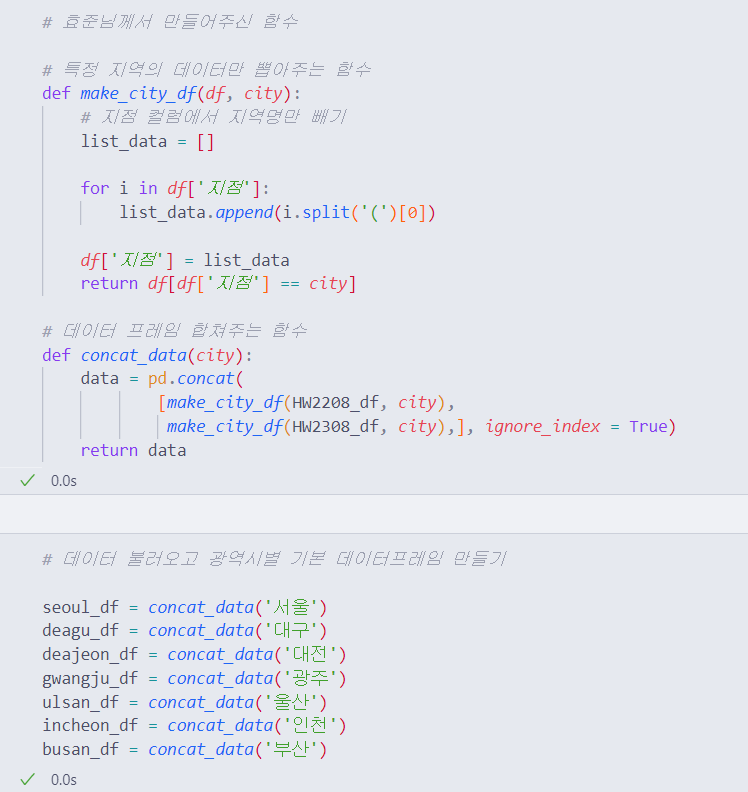 # 효준님께서 만들어주신 함수
# 특정 지역의 데이터만 뽑아주는 함수
def make_city_df(df, city):
# 지점 컬럼에서 지역명만 빼기
list_data = []
for i in df['지점']:
list_data.append(i.split('(')[0])
df['지점'] = list_data
return df[df['지점'] == city]
# 데이터 프레임 합쳐주는 함수
def concat_data(city):
data = pd.concat(
[make_city_df(HW2208_df, city),
make_city_df(HW2308_df, city),], ignore_index = True)
return data
0.0s
# 데이터 불러오고 광역시별 기본 데이터프레임 만들기
seoul_df = concat_data('서울')
deagu_df = concat_data('대구')
deajeon_df = concat_data('대전')
gwangju_df = concat_data('광주')
ulsan_df = concat_data('울산')
incheon_df = concat_data('인천')
busan_df = concat_data('부산')
0.0s